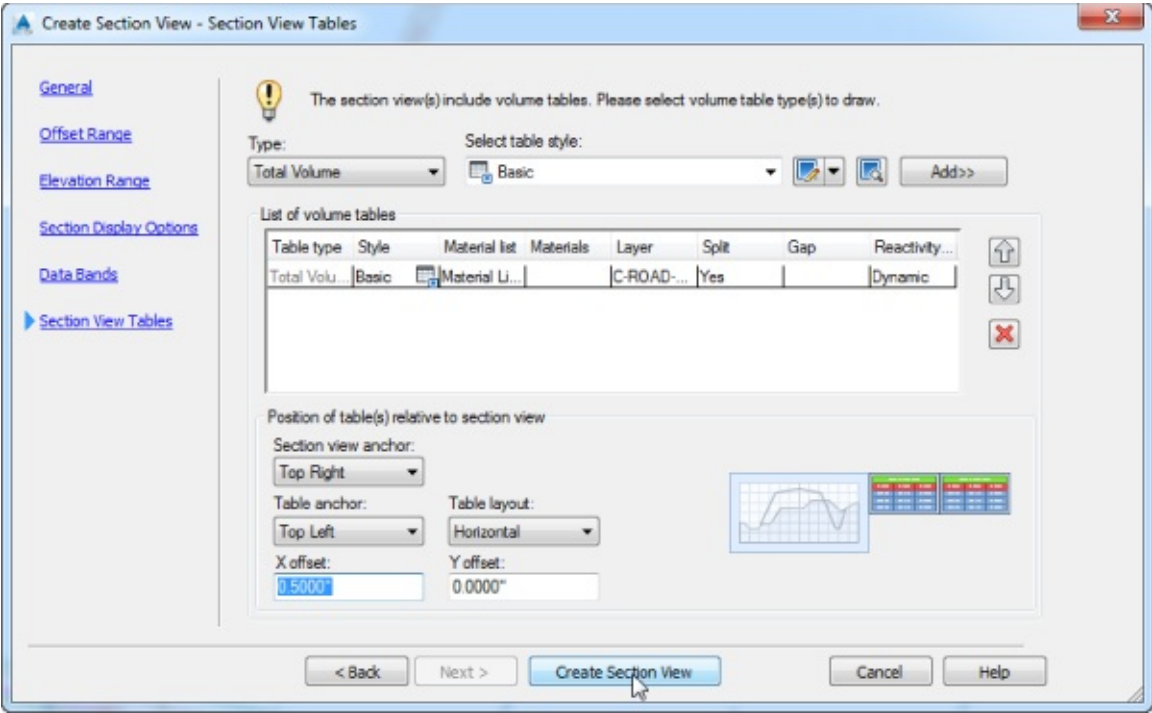 Create Section View - Section View Tables
General
Offset Range
Elevation Range
Section Display Options
Data Bands
Section View Tables
The section view(s) include volume tables. Please select volume table type(s) to draw.
Type: Select table style:
Total Volume Basic Add>>
List of volume tables
Table type Style Material list Materials Layer Split Gap Reactivity...
Total Volu... Basic Material Li... C-ROAD-... Yes Dynamic
Position of table(s) relative to section view
Section view anchor:
Top Right
Table anchor: Table layout:
Top Left Horizontal
X offset: Y offset:
0.5000" 0.0000"
< Back Next > Create Section View Cancel Help